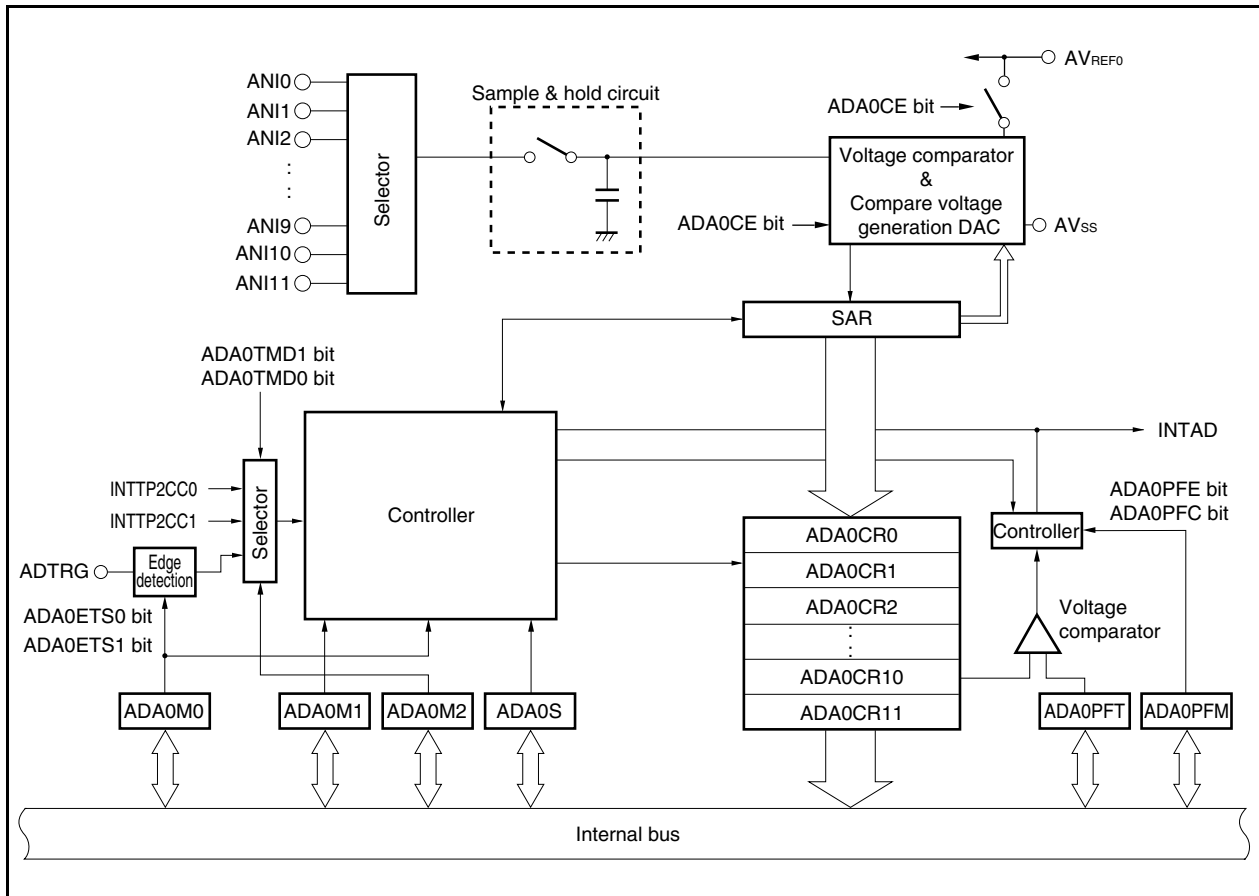 AVREF0
ANI0
ANI1
ANI2
ANI9
ANI10
ANI11
Selector
Sample & hold circuit
ADA0CE bit
Voltage comparator
&
Compare voltage
generation DAC
ADA0CE bit
AVSS
SAR
ADA0TMD1 bit
ADA0TMD0 bit
INTTP2CC0
INTTP2CC1
Selector
ADTRG
Edge
detection
ADA0ETS0 bit
ADA0ETS1 bit
Controller
INTAD
ADA0PFE bit
ADA0PFC bit
Controller
Voltage
comparator
ADA0CR0
ADA0CR1
ADA0CR2
ADA0CR10
ADA0CR11
ADA0M0
ADA0M1
ADA0M2
ADA0S
ADA0PFT
ADA0PFM
Internal bus